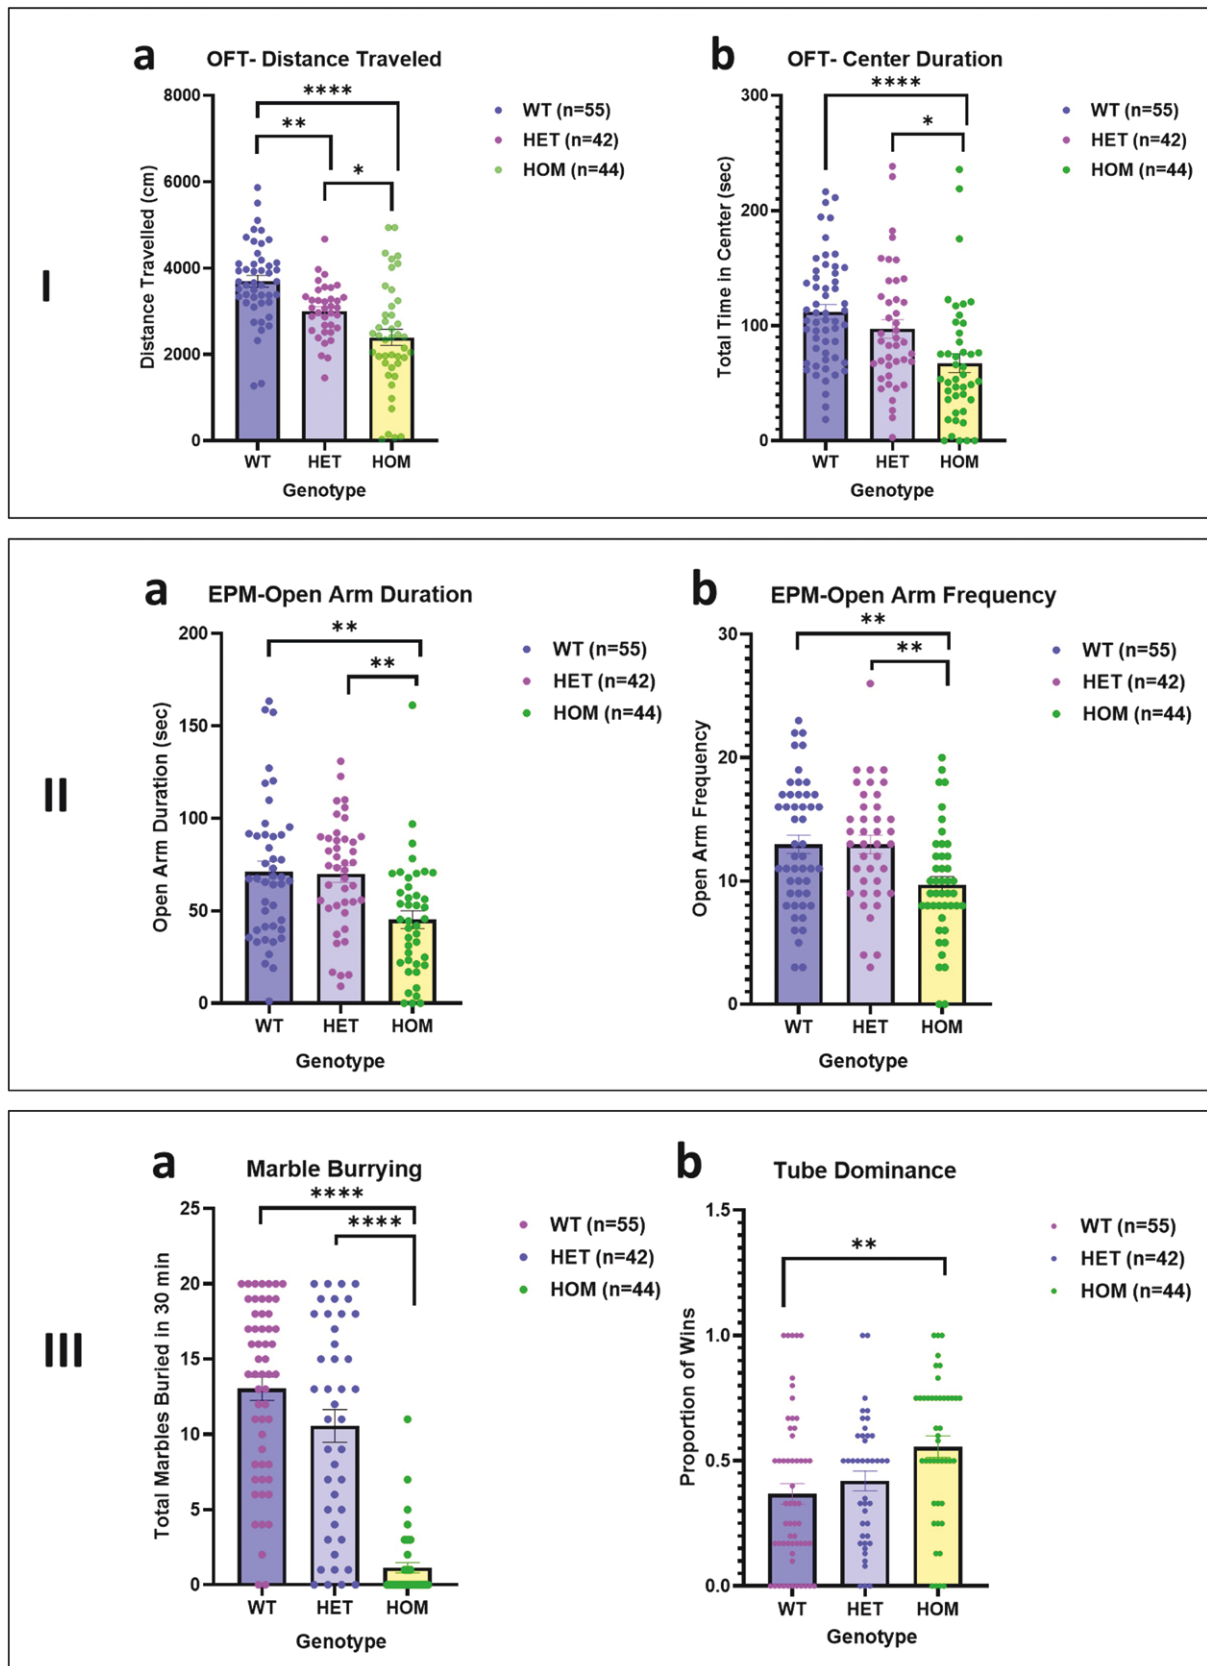 I
a
OFT- Distance Traveled
****
**
*
8000
6000
4000
2000
0
Distance Travelled (cm)
WT
HET
HOM
Genotype
WT (n=55)
HET (n=42)
HOM (n=44)
b
OFT- Center Duration
****
*
300
200
100
0
Total Time in Center (sec)
WT
HET
HOM
Genotype
WT (n=55)
HET (n=42)
HOM (n=44)
II
a
EPM-Open Arm Duration
**
**
200
150
100
50
0
Open Arm Duration (sec)
WT
HET
HOM
Genotype
WT (n=55)
HET (n=42)
HOM (n=44)
b
EPM-Open Arm Frequency
**
**
30
20
10
0
Open Arm Frequency
WT
HET
HOM
Genotype
WT (n=55)
HET (n=42)
HOM (n=44)
III
a
Marble Burrying
****
****
25
20
15
10
5
0
Total Marbles Buried in 30 min
WT
HET
HOM
Genotype
WT (n=55)
HET (n=42)
HOM (n=44)
b
Tube Dominance
**
1.5
1.0
0.5
0.0
Proportion of Wins
WT
HET
HOM
Genotype
WT (n=55)
HET (n=42)
HOM (n=44)